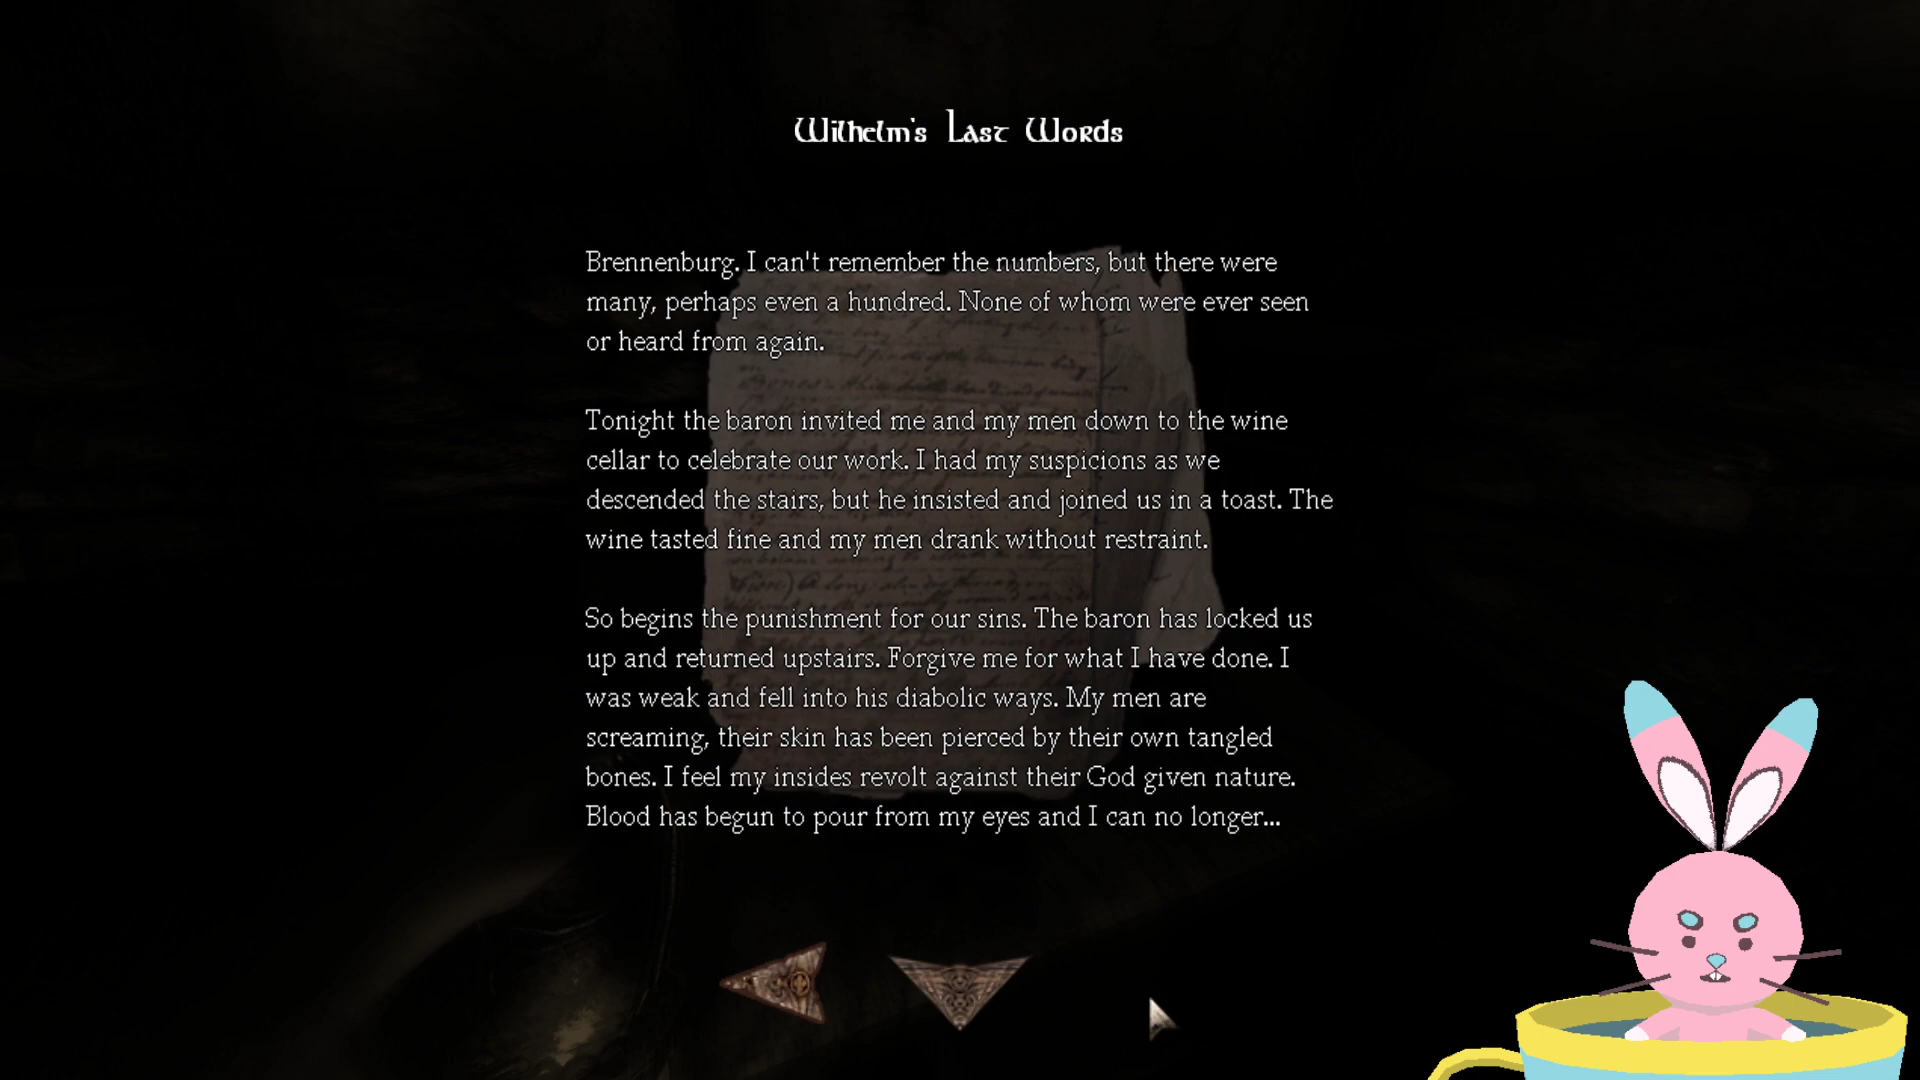 Wilhelm's Last Words
Brennenburg. I can't remember the numbers, but there were
many, perhaps even a hundred. None of whom were ever seen
or heard from again.
Tonight the baron invited me and my men down to the wine
cellar to celebrate our work. I had my suspicions as we
descended the stairs, but he insisted and joined us in a toast. The
wine tasted fine and my men drank without restraint.
So begins the punishment for our sins. The baron has locked us
up and returned upstairs. Forgive me for what I have done. I
was weak and fell into his diabolic ways. My men are
screaming, their skin has been pierced by their own tangled
bones. I feel my insides revolt against their God given nature.
Blood has begun to pour from my eyes and I can no longer...